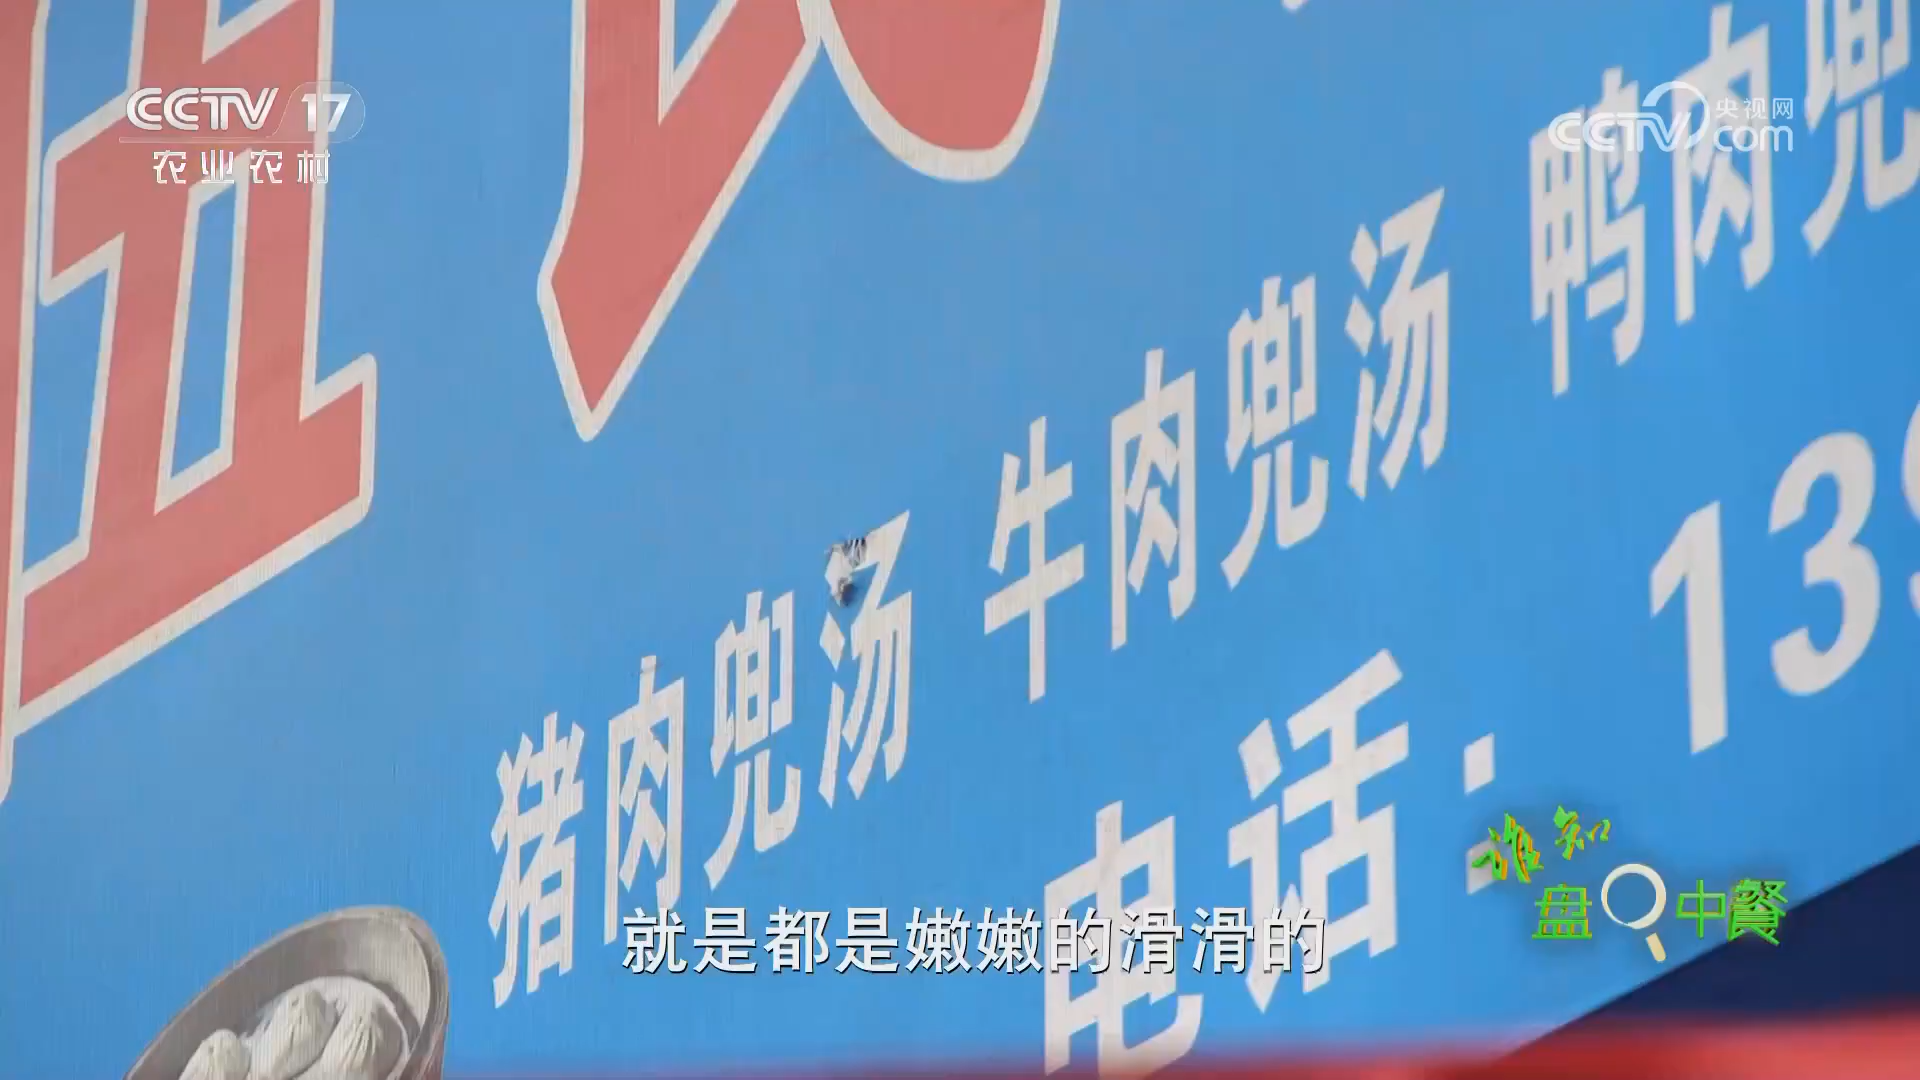 CCTV 17
农业农村
央视网
CCTV.com
鸭肉兜
牛肉兜汤
猪肉兜汤
电话: 139
谁知
盘中餐
就是都是嫩嫩的滑滑的